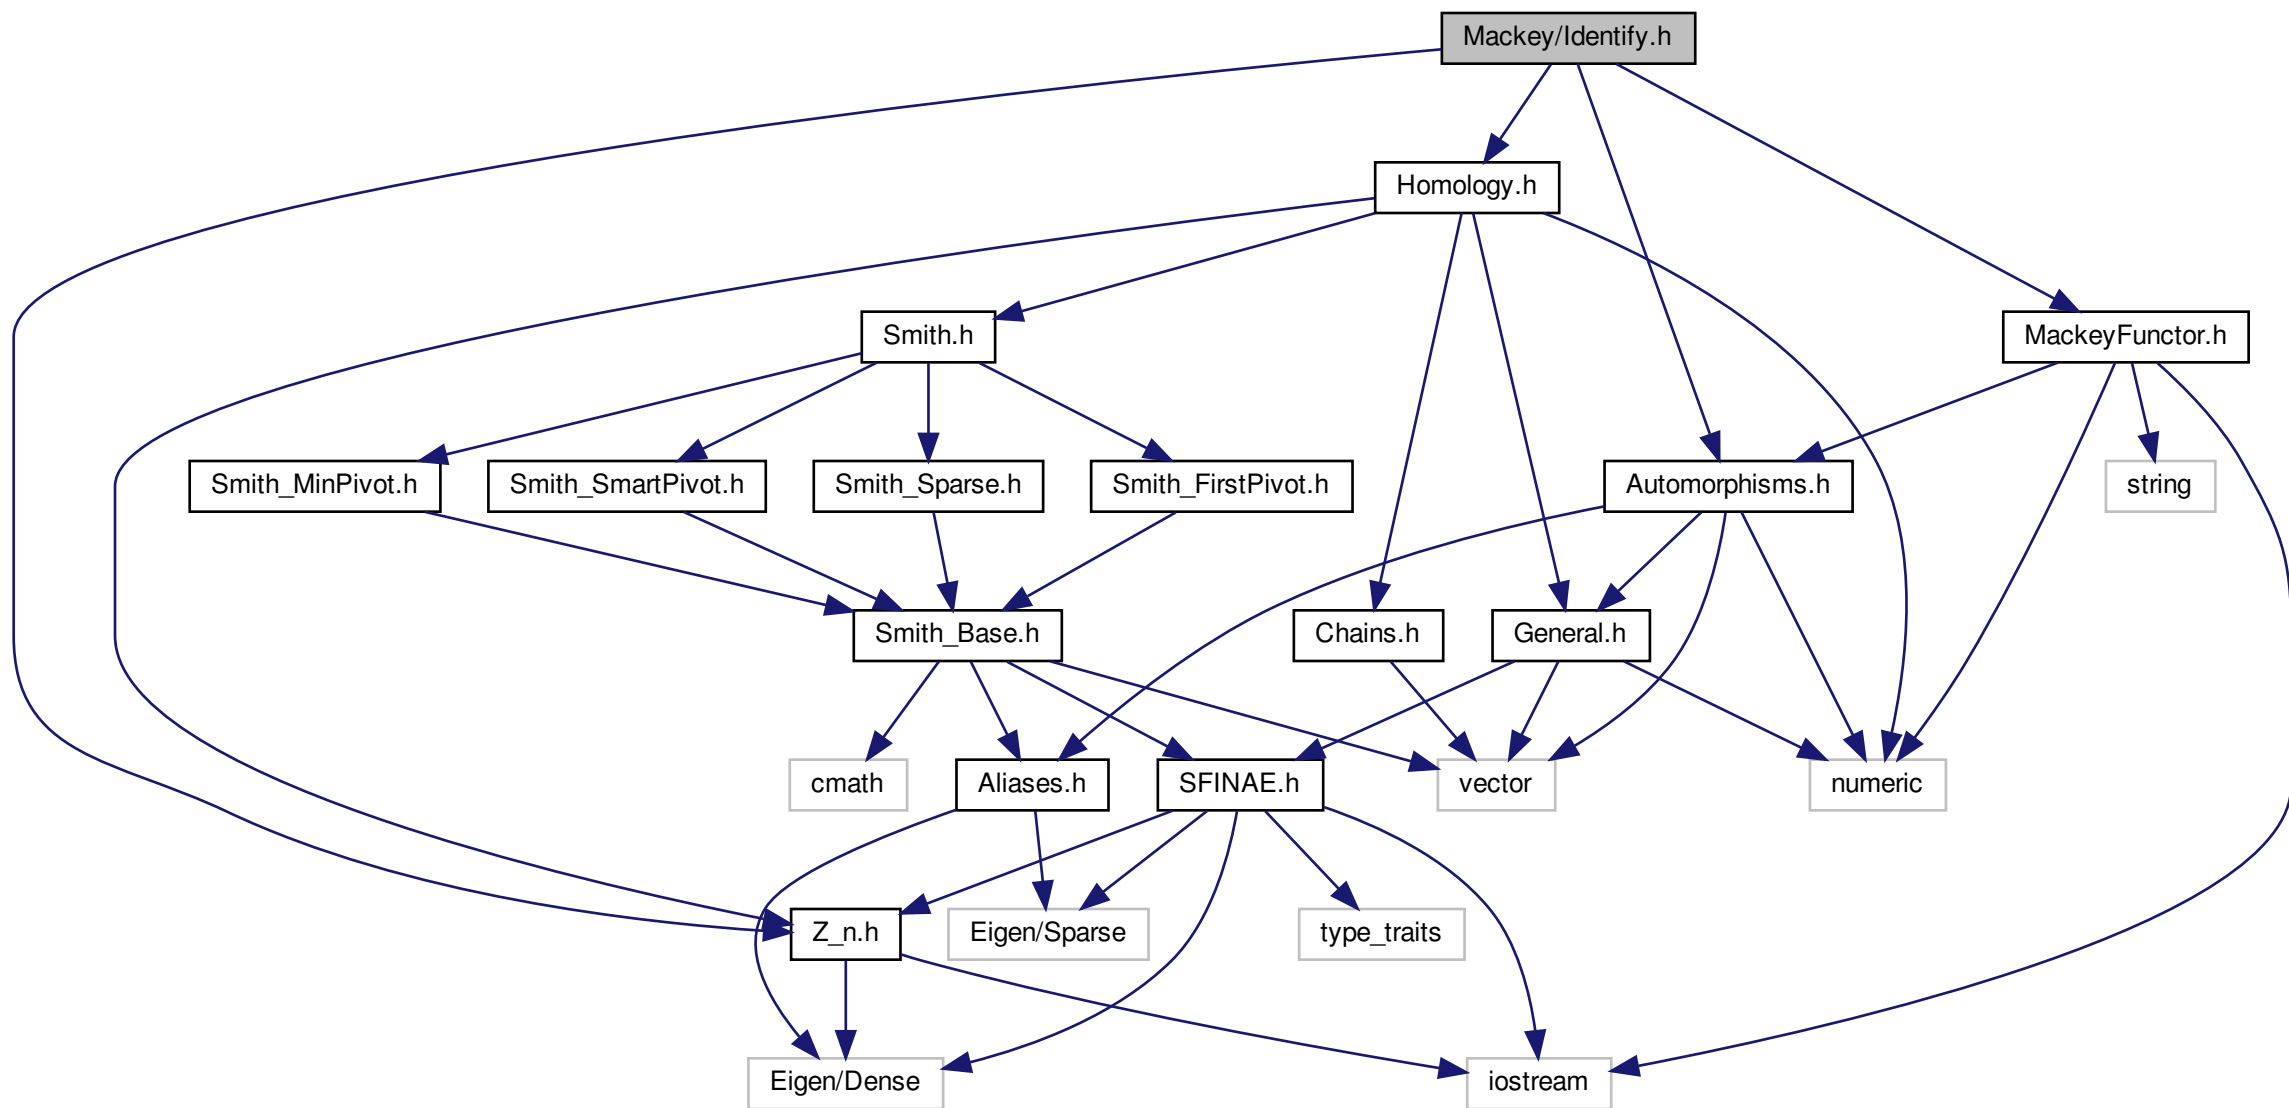 Mackey/Identify.h
Homology.h
Smith.h
MackeyFunctor.h
Smith_MinPivot.h
Smith_SmartPivot.h
Smith_Sparse.h
Smith_FirstPivot.h
Automorphisms.h
string
Smith_Base.h
Chains.h
General.h
cmath
Aliases.h
SFINAE.h
vector
numeric
Z_n.h
Eigen/Sparse
type_traits
Eigen/Dense
iostream